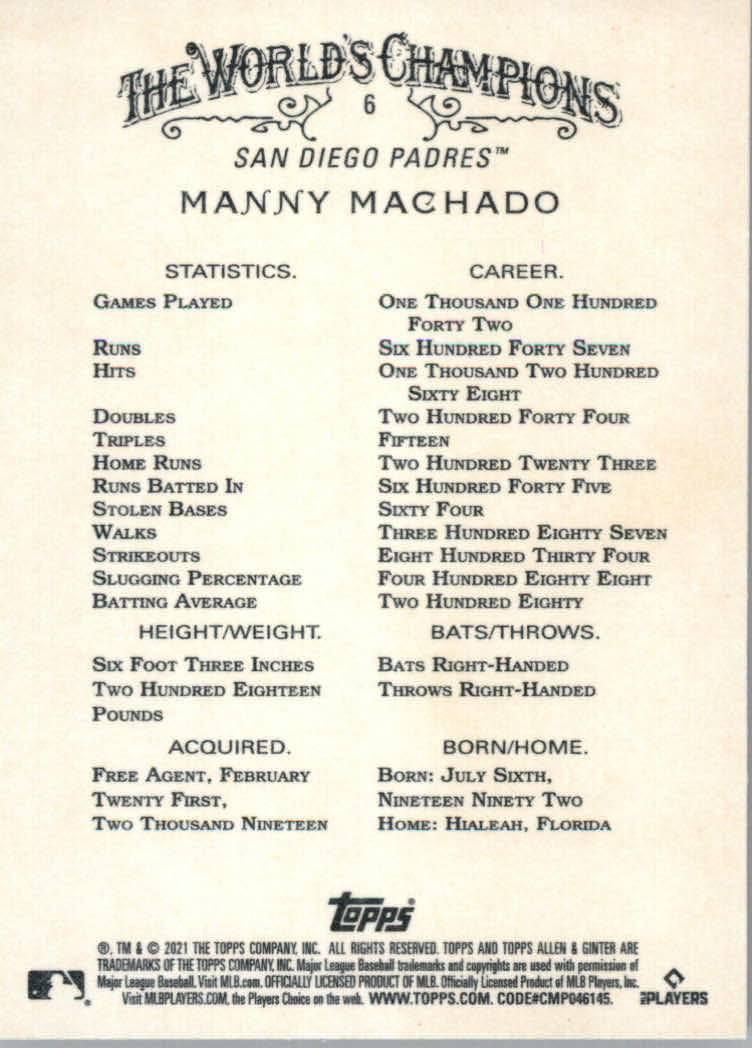 THE WORLD'S CHAMPIONS
6
SAN DIEGO PADRES™
MANNY MACHADO
STATISTICS. CAREER.
GAMES PLAYED ONE THOUSAND ONE HUNDRED
FORTY TWO
RUNS SIX HUNDRED FORTY SEVEN
HITS ONE THOUSAND TWO HUNDRED
SIXTY EIGHT
DOUBLES TWO HUNDRED FORTY FOUR
TRIPLES FIFTEEN
HOME RUNS TWO HUNDRED TWENTY THREE
RUNS BATTED IN SIX HUNDRED FORTY FIVE
STOLEN BASES SIXTY FOUR
WALKS THREE HUNDRED EIGHTY SEVEN
STRIKEOUTS EIGHT HUNDRED THIRTY FOUR
SLUGGING PERCENTAGE FOUR HUNDRED EIGHTY EIGHT
BATTING AVERAGE TWO HUNDRED EIGHTY
HEIGHT/WEIGHT. BATS/THROWS.
SIX FOOT THREE INCHES BATS RIGHT-HANDED
TWO HUNDRED EIGHTEEN THROWS RIGHT-HANDED
POUNDS
ACQUIRED. BORN/HOME.
FREE AGENT, FEBRUARY BORN: JULY SIXTH,
TWENTY FIRST, NINETEEN NINETY TWO
TWO THOUSAND NINETEEN HOME: HIALEAH, FLORIDA
topps®
®, TM & © 2021 THE TOPPS COMPANY, INC. ALL RIGHTS RESERVED. TOPPS AND TOPPS ALLEN & GINTER ARE
TRADEMARKS OF THE TOPPS COMPANY, INC. Major League Baseball trademarks and copyrights are used with permission of
Major League Baseball. Visit MLB.com. OFFICIALLY LICENSED PRODUCT OF MLB. Officially Licensed Product of MLB Players, Inc.
Visit MLBPLAYERS.COM, the Players Choice on the web. WWW.TOPPS.COM. CODE#CMP046145.
PLAYERS